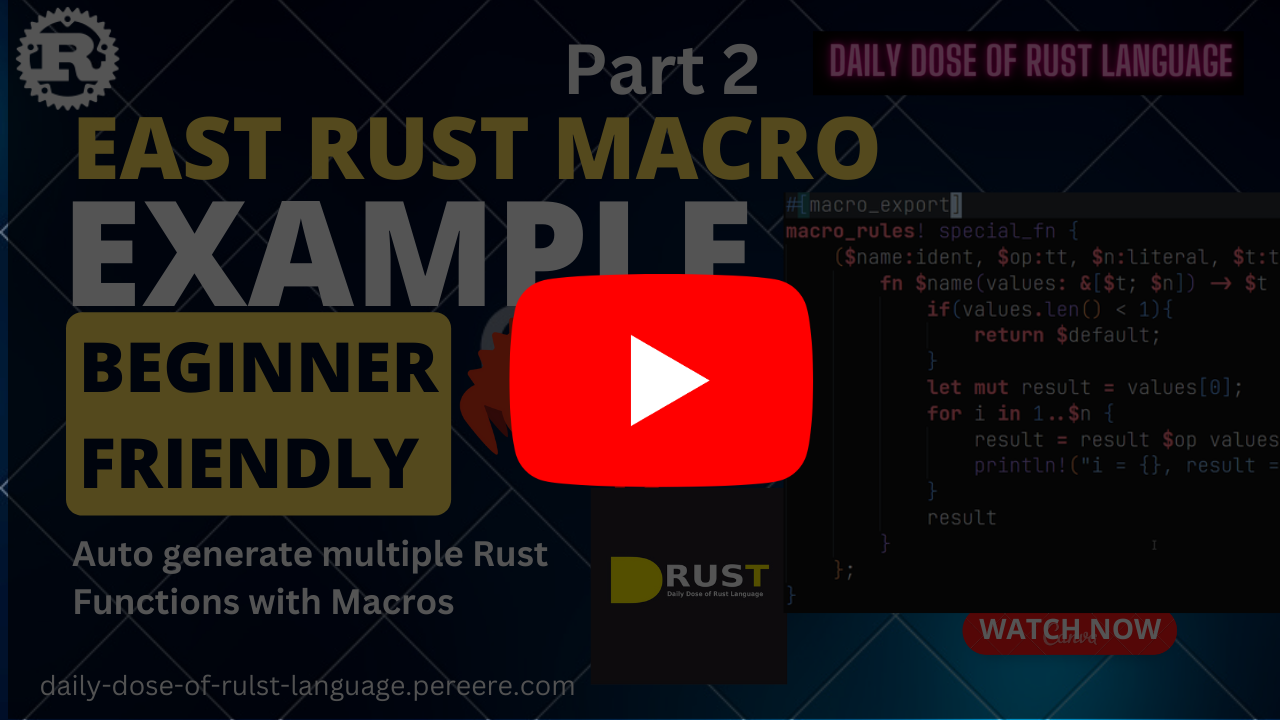 R
Part 2
DAILY DOSE OF RUST LANGUAGE
EAST RUST MACRO
EXAMPLE
BEGINNER
FRIENDLY
Auto generate multiple Rust
Functions with Macros
daily-dose-of-rulst-language.pereere.com
#[macro_export]
macro_rules! special_fn {
($name:ident, $op:tt, $n:literal, $t:t
fn $name(values: &[$t; $n]) → $t
if(values.len() < 1){
return $default;
}
let mut result = values[0];
for i in 1..$n {
result = result $op values
println!("i = {}, result =
}
result
}
};
}
DRUST
Daily Dose of Rust Language
WATCH NOW
Canva